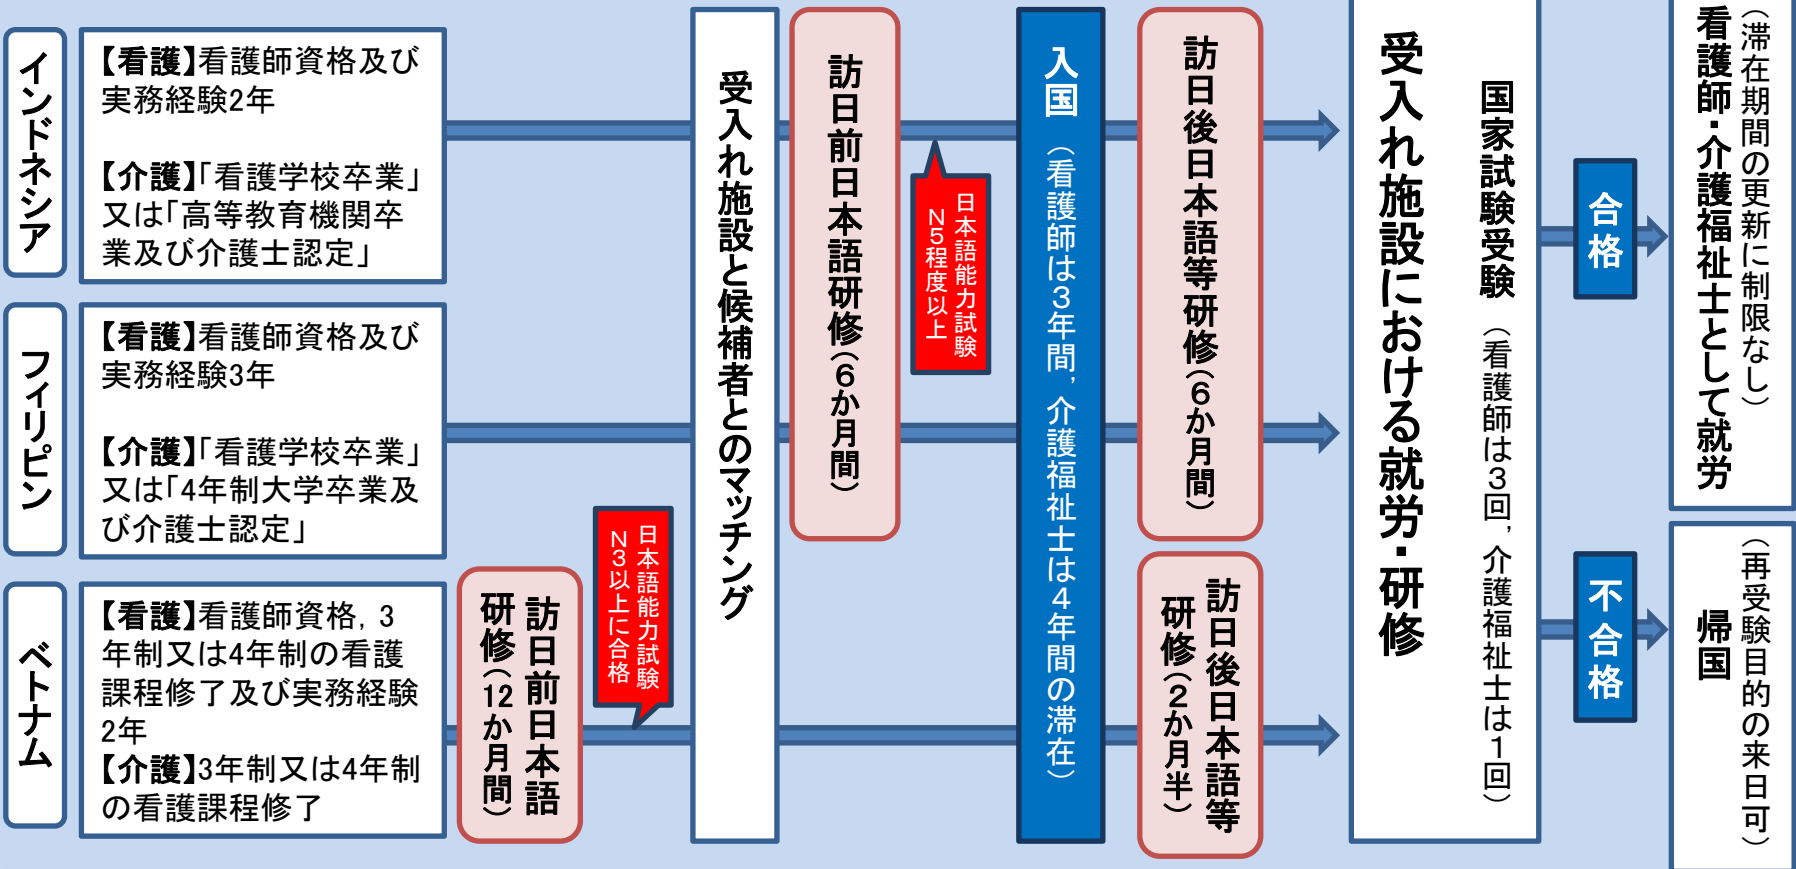 インドネシア
【看護】看護師資格及び
実務経験2年
【介護】「看護学校卒業」
又は「高等教育機関卒
業及び介護士認定」
フィリピン
【看護】看護師資格及び
実務経験3年
【介護】「看護学校卒業」
又は「4年制大学卒業及
び介護士認定」
ベトナム
【看護】看護師資格，3
年制又は4年制の看護
課程修了及び実務経験
2年
【介護】3年制又は4年制
の看護課程修了
訪日前日本語
研修（12か月間）
日本語能力試験
Ｎ３以上に合格
受入れ施設と候補者とのマッチング
訪日前日本語研修（６か月間）
日本語能力試験
Ｎ５程度以上
入国（看護師は３年間，介護福祉士は４年間の滞在）
訪日後日本語等研修（６か月間）
訪日後日本語等
研修（２か月半）
受入れ施設における就労・研修
国家試験受験（看護師は３回，介護福祉士は１回）
合格
不合格
（滞在期間の更新に制限なし）
看護師・介護福祉士として就労
（再受験目的の来日可）
帰国